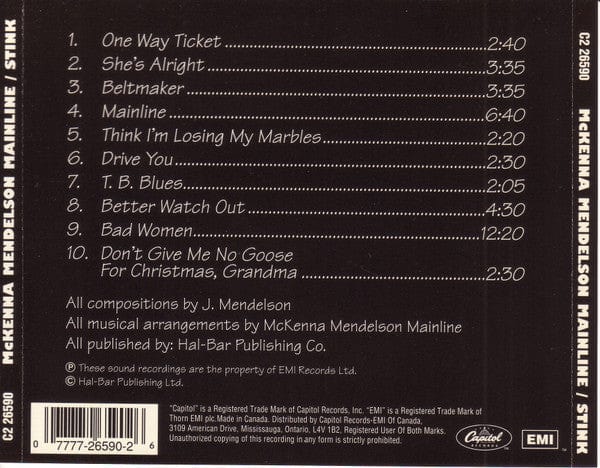 McKENNA MENDELSON MAINLINE / STINK
C2 26590
1. One Way Ticket 2:40
2. She's Alright 3:35
3. Beltmaker 3:35
4. Mainline 6:40
5. Think I'm Losing My Marbles 2:20
6. Drive You 2:30
7. T. B. Blues 2:05
8. Better Watch Out 4:30
9. Bad Women 12:20
10. Don't Give Me No Goose
For Christmas, Grandma 2:30
All compositions by J. Mendelson
All musical arrangements by McKenna Mendelson Mainline
All published by: Hal-Bar Publishing Co.
Ⓟ These sound recordings are the property of EMI Records Ltd.
© Hal-Bar Publishing Ltd.
0 7777-26590-2 6
"Capitol" is a Registered Trade Mark of Capitol Records, Inc. "EMI" is a Registered Trade Mark of
Thorn EMI plc. Made in Canada. Distributed by Capitol Records-EMI Of Canada,
3109 American Drive, Mississauga, Ontario, L4V 1B2, Registered User Of Both Marks.
Unauthorized copying of this recording in any form is strictly prohibited.
Capitol
RECORDS
EMI
C2 26590
McKENNA MENDELSON MAINLINE / STINK